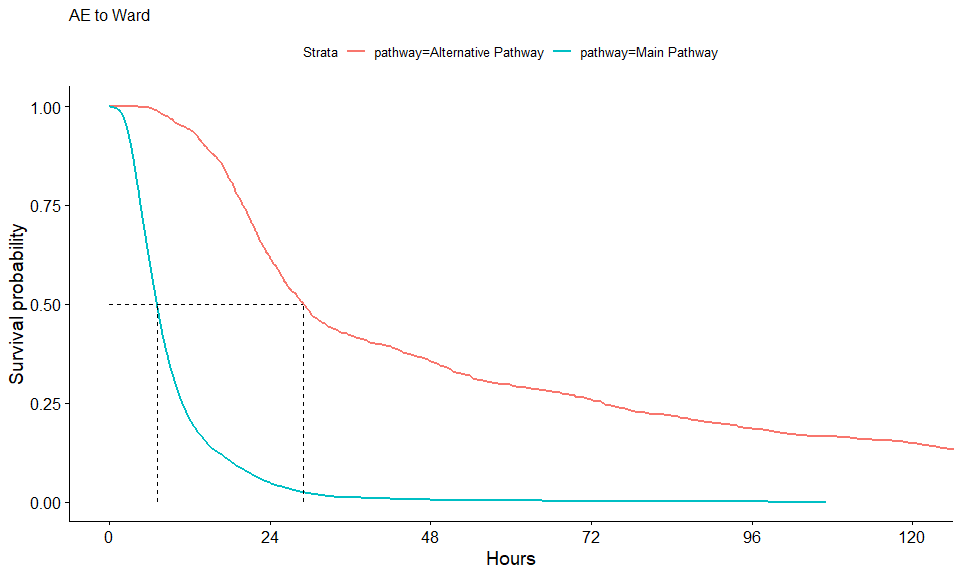 AE to Ward
Strata pathway=Alternative Pathway pathway=Main Pathway
Survival probability
1.00
0.75
0.50
0.25
0.00
0 24 48 72 96 120
Hours